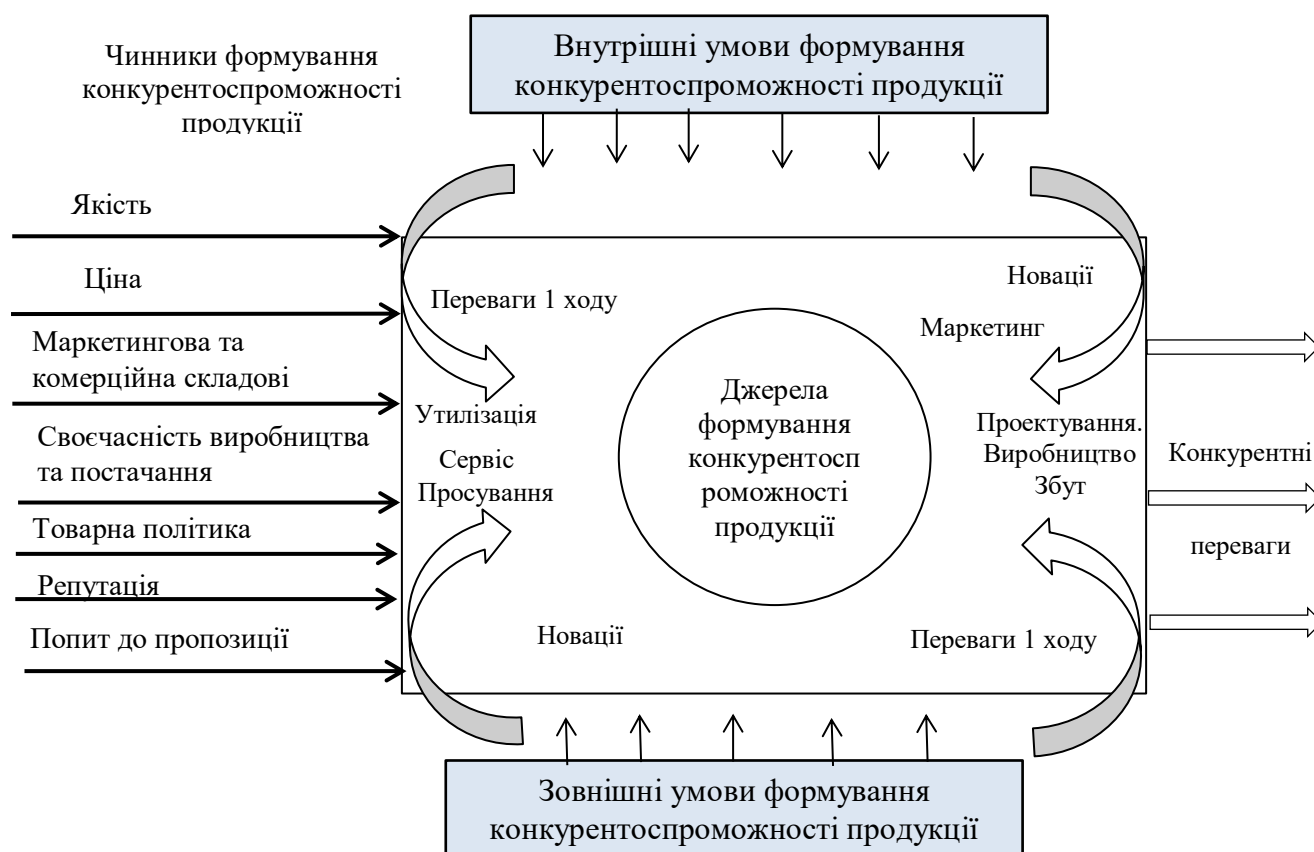 Чинники формування
конкурентоспроможності
продукції
Внутрішні умови формування
конкурентоспроможності продукції
Якість
Ціна
Маркетингова та
комерційна складові
Своєчасність виробництва
та постачання
Товарна політика
Репутація
Попит до пропозиції
Переваги 1 ходу
Утилізація
Сервіс
Просування
Новації
Джерела
формування
конкурентосп
роможності
продукції
Новації
Маркетинг
Проектування.
Виробництво
Збут
Переваги 1 ходу
Конкурентні
переваги
Зовнішні умови формування
конкурентоспроможності продукції